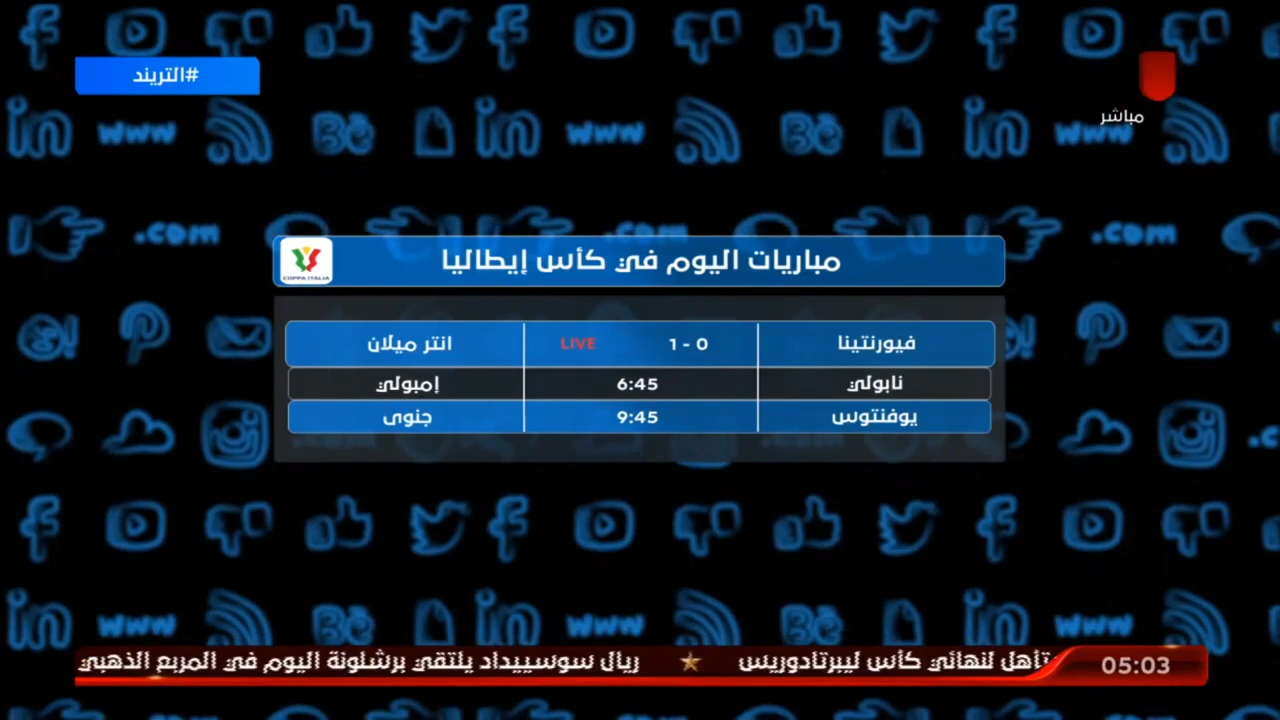 #التريند
مباشر
مباريات اليوم في كأس إيطاليا
COPPA ITALIA
فيورنتينا 1 - 0 LIVE انتر ميلان
نابولي 6:45 إمبولي
يوفنتوس 9:45 جنوى
05:03 تأهل لنهائي كأس ليبرتادوريس ريال سوسييداد يلتقي برشلونة اليوم في المربع الذهبي